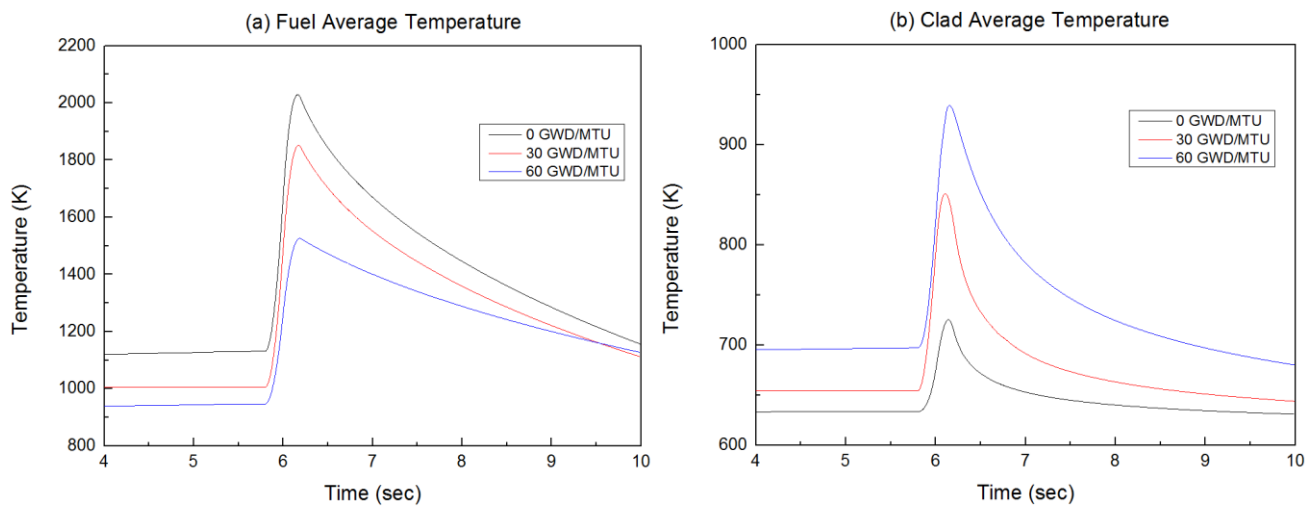 (a) Fuel Average Temperature
2200
2000
1800
1600
1400
1200
1000
800
Temperature (K)
0 GWD/MTU
30 GWD/MTU
60 GWD/MTU
4 5 6 7 8 9 10
Time (sec)
(b) Clad Average Temperature
1000
900
800
700
600
Temperature (K)
0 GWD/MTU
30 GWD/MTU
60 GWD/MTU
4 5 6 7 8 9 10
Time (sec)